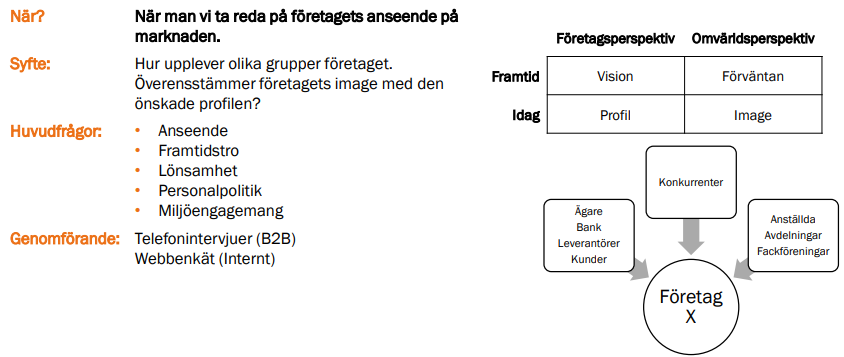 När?
När man vi ta reda på företagets anseende på
marknaden.
Syfte:
Hur upplever olika grupper företaget.
Överensstämmer företagets image med den
önskade profilen?
Huvudfrågor:
• Anseende
• Framtidstro
• Lönsamhet
• Personalpolitik
• Miljöengagemang
Genomförande:
Telefonintervjuer (B2B)
Webbenkät (Internt)
Företagsperspektiv Omvärldsperspektiv
Framtid Vision Förväntan
Idag Profil Image
Konkurrenter
Ägare
Bank
Leverantörer
Kunder
Anställda
Avdelningar
Fackföreningar
Företag
X